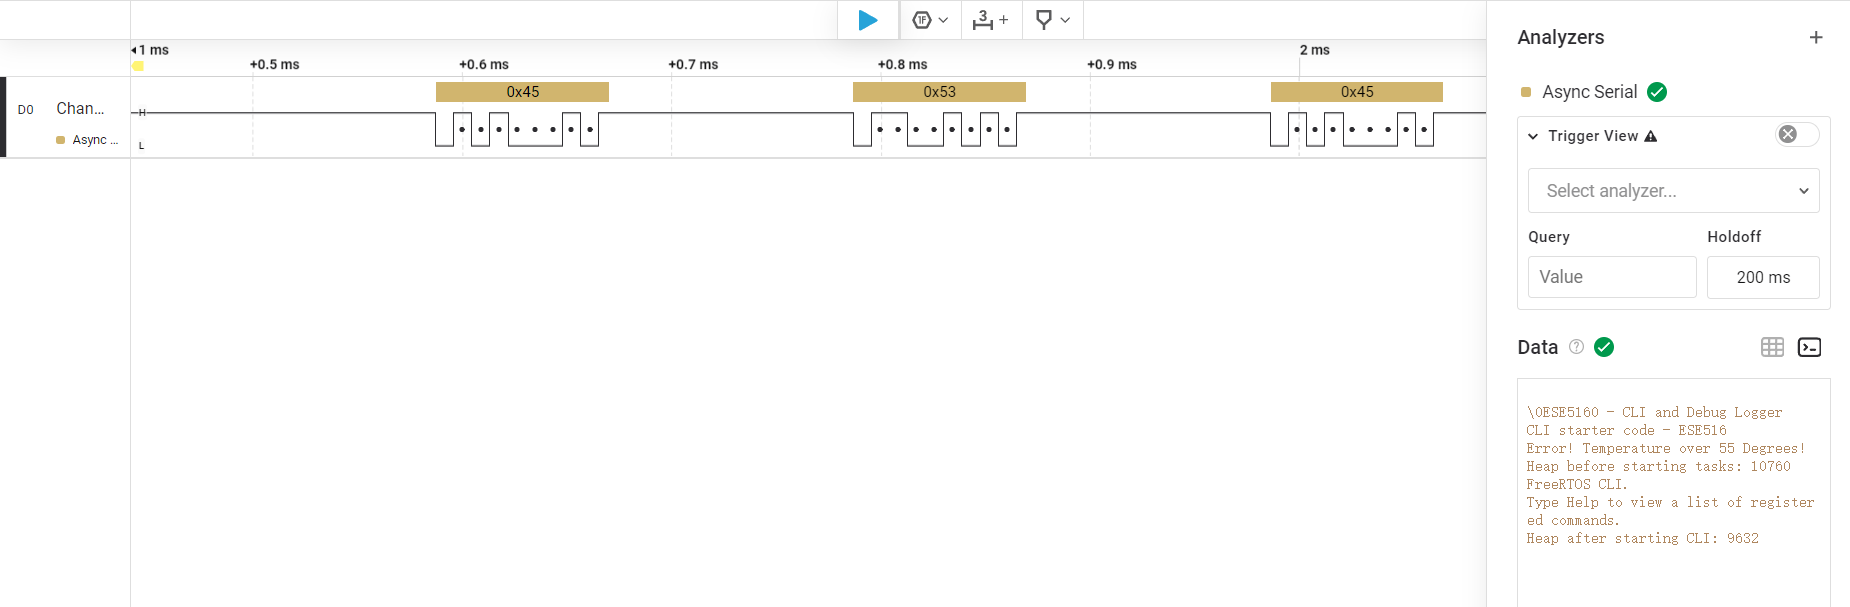 1F
3
1 ms
2 ms
+0.5 ms
+0.6 ms
+0.7 ms
+0.8 ms
+0.9 ms
D0
Chan...
Async ...
H
L
0x45
0x53
0x45
Analyzers
Async Serial
Trigger View
Select analyzer...
Query
Holdoff
Value
200 ms
Data
\0ESE5160 - CLI and Debug Logger
CLI starter code - ESE516
Error! Temperature over 55 Degrees!
Heap before starting tasks: 10760
FreeRTOS CLI.
Type Help to view a list of register
ed commands.
Heap after starting CLI: 9632